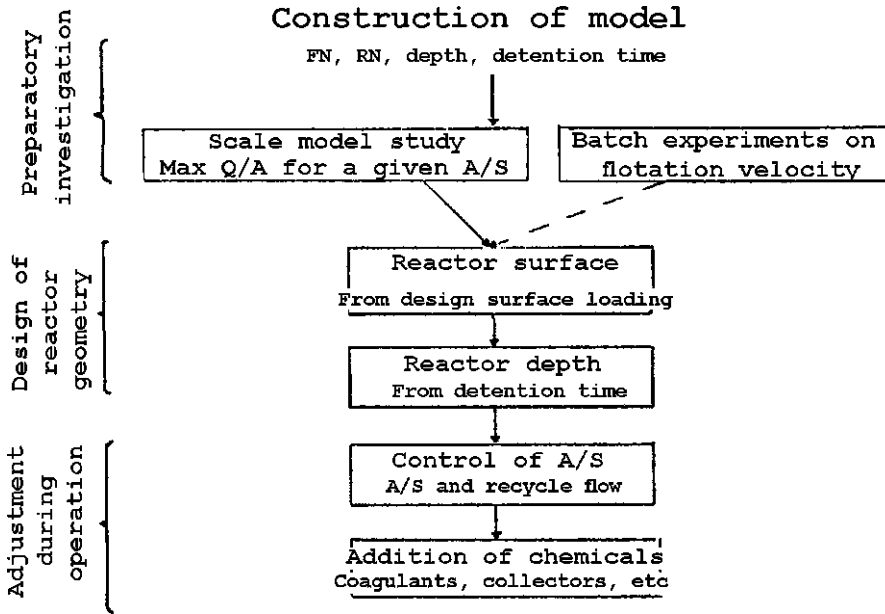 Construction of model
FN, RN, depth, detention time
Preparatory
investigation
Scale model study
Max Q/A for a given A/S
Batch experiments on
flotation velocity
Design of
reactor
geometry
Reactor surface
From design surface loading
Reactor depth
From detention time
Adjustment
during
operation
Control of A/S
A/S and recycle flow
Addition of chemicals
Coagulants, collectors, etc